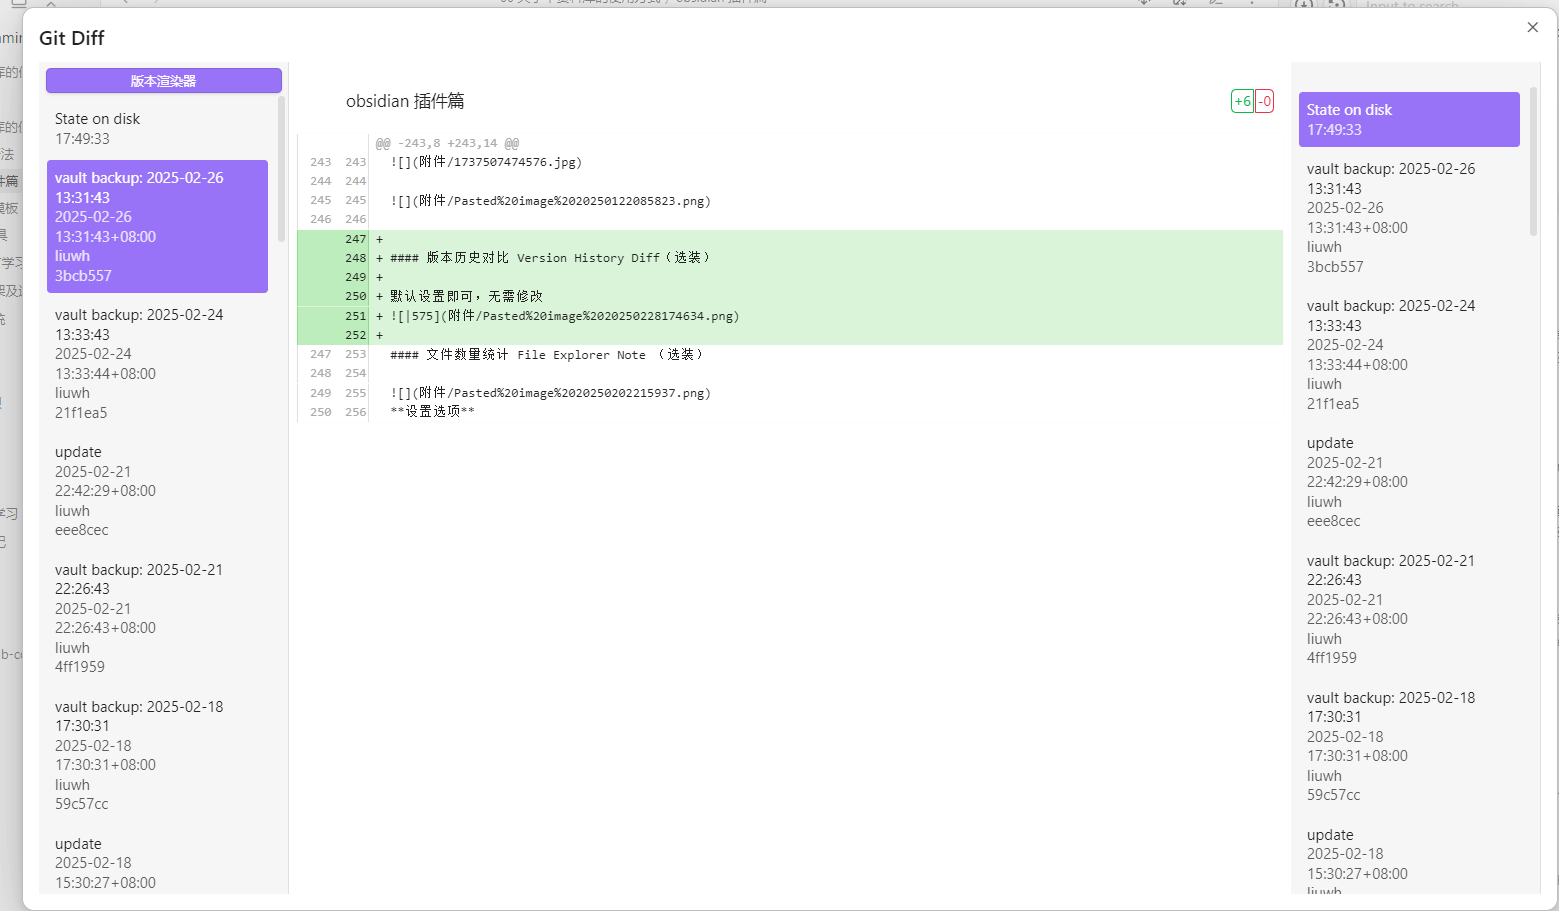 Git Diff
版本渲染器
State on disk
17:49:33
vault backup: 2025-02-26
13:31:43
2025-02-26
13:31:43+08:00
liuwh
3bcb557
vault backup: 2025-02-24
13:33:43
2025-02-24
13:33:44+08:00
liuwh
21f1ea5
update
2025-02-21
22:42:29+08:00
liuwh
eee8cec
vault backup: 2025-02-21
22:26:43
2025-02-21
22:26:43+08:00
liuwh
4ff1959
vault backup: 2025-02-18
17:30:31
2025-02-18
17:30:31+08:00
liuwh
59c57cc
update
2025-02-18
15:30:27+08:00
obsidian 插件篇
+6 -0
@@ -243,8 +243,14 @@
243 243 ![](附件/1737507474576.jpg)
244 244
245 245 ![](附件/Pasted%20image%2020250122085823.png)
246 246
247 +
248 + #### 版本历史对比 Version History Diff（选装）
249 +
250 + 默认设置即可，无需修改
251 + ![|575](附件/Pasted%20image%2020250228174634.png)
252 +
247 253 #### 文件数量统计 File Explorer Note （选装）
248 254
249 255 ![](附件/Pasted%20image%2020250202215937.png)
250 256 **设置选项**
State on disk
17:49:33
vault backup: 2025-02-26
13:31:43
2025-02-26
13:31:43+08:00
liuwh
3bcb557
vault backup: 2025-02-24
13:33:43
2025-02-24
13:33:44+08:00
liuwh
21f1ea5
update
2025-02-21
22:42:29+08:00
liuwh
eee8cec
vault backup: 2025-02-21
22:26:43
2025-02-21
22:26:43+08:00
liuwh
4ff1959
vault backup: 2025-02-18
17:30:31
2025-02-18
17:30:31+08:00
liuwh
59c57cc
update
2025-02-18
15:30:27+08:00
liuwh